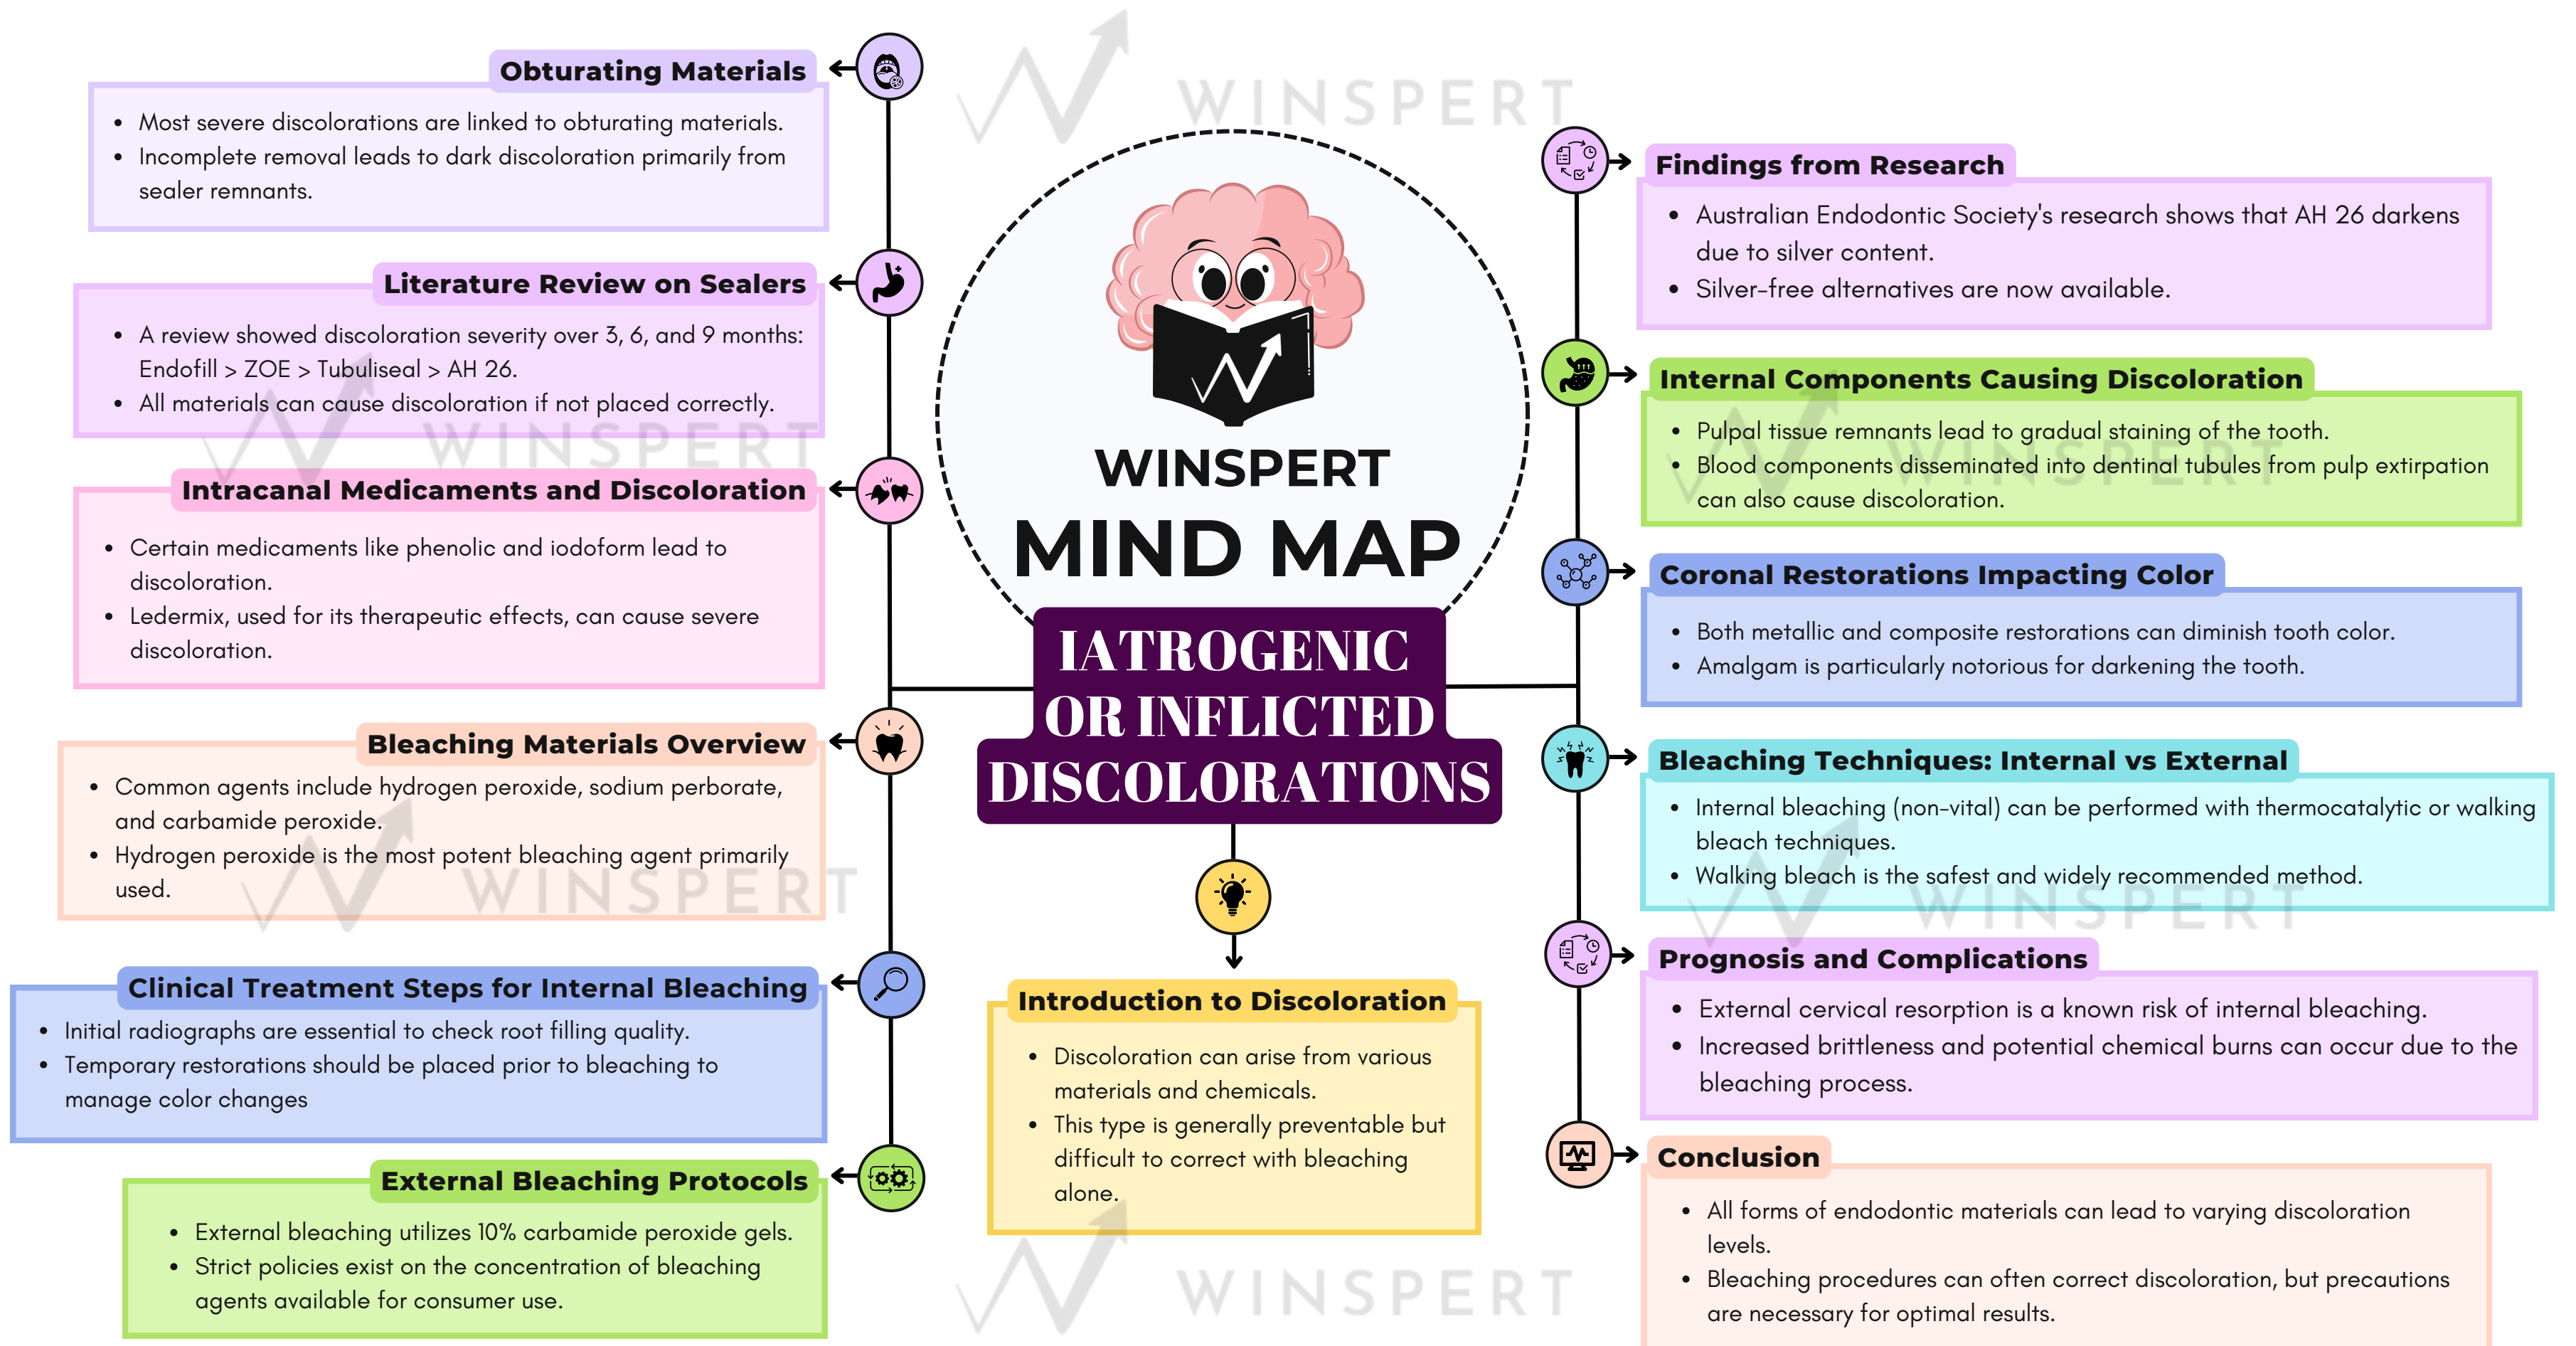 WINSPERT
WINSPERT
MIND MAP
IATROGENIC
OR INFLICTED
DISCOLORATIONS
Introduction to Discoloration
• Discoloration can arise from various
materials and chemicals.
• This type is generally preventable but
difficult to correct with bleaching
alone.
Obturating Materials
• Most severe discolorations are linked to obturating materials.
• Incomplete removal leads to dark discoloration primarily from
sealer remnants.
Literature Review on Sealers
• A review showed discoloration severity over 3, 6, and 9 months:
Endofill > ZOE > Tubuliseal > AH 26.
• All materials can cause discoloration if not placed correctly.
WINSPERT
Intracanal Medicaments and Discoloration
• Certain medicaments like phenolic and iodoform lead to
discoloration.
• Ledermix, used for its therapeutic effects, can cause severe
discoloration.
Bleaching Materials Overview
• Common agents include hydrogen peroxide, sodium perborate,
and carbamide peroxide.
• Hydrogen peroxide is the most potent bleaching agent primarily
used.
WINSPERT
Clinical Treatment Steps for Internal Bleaching
• Initial radiographs are essential to check root filling quality.
• Temporary restorations should be placed prior to bleaching to
manage color changes
External Bleaching Protocols
• External bleaching utilizes 10% carbamide peroxide gels.
• Strict policies exist on the concentration of bleaching
agents available for consumer use.
Findings from Research
• Australian Endodontic Society's research shows that AH 26 darkens
due to silver content.
• Silver-free alternatives are now available.
Internal Components Causing Discoloration
• Pulpal tissue remnants lead to gradual staining of the tooth.
• Blood components disseminated into dentinal tubules from pulp extirpation
can also cause discoloration.
WINSPERT
Coronal Restorations Impacting Color
• Both metallic and composite restorations can diminish tooth color.
• Amalgam is particularly notorious for darkening the tooth.
Bleaching Techniques: Internal vs External
• Internal bleaching (non-vital) can be performed with thermocatalytic or walking
bleach techniques.
• Walking bleach is the safest and widely recommended method.
WINSPERT
Prognosis and Complications
• External cervical resorption is a known risk of internal bleaching.
• Increased brittleness and potential chemical burns can occur due to the
bleaching process.
Conclusion
• All forms of endodontic materials can lead to varying discoloration
levels.
• Bleaching procedures can often correct discoloration, but precautions
are necessary for optimal results.
WINSPERT